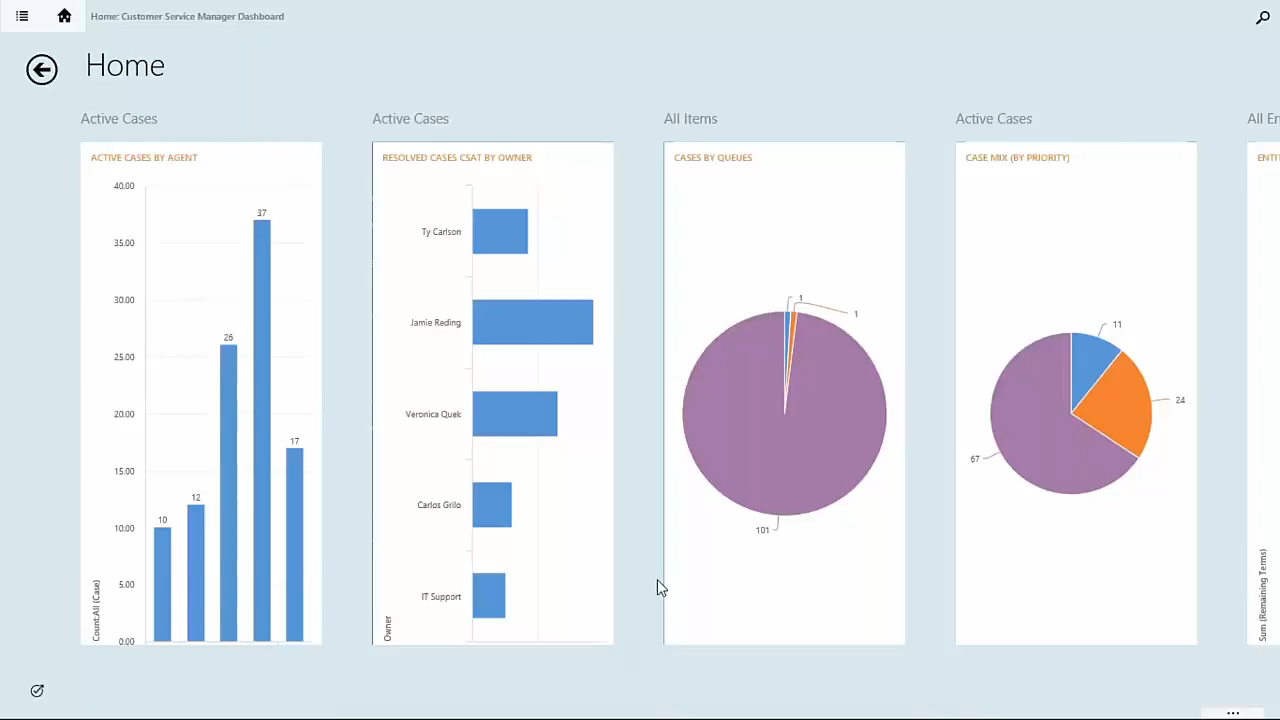 Home: Customer Service Manager Dashboard
Home
Active Cases
ACTIVE CASES BY AGENT
40.00
35.00
30.00
25.00
20.00
15.00
10.00
5.00
0.00
Count:All (Case)
10
12
26
37
17
Active Cases
RESOLVED CASES CSAT BY OWNER
Ty Carlson
Jamie Reding
Veronica Quek
Carlos Grilo
IT Support
Owner
All Items
CASES BY QUEUES
1
1
101
Active Cases
CASE MIX (BY PRIORITY)
11
24
67
All En
ENTIT
Sum (Remaining Terms)